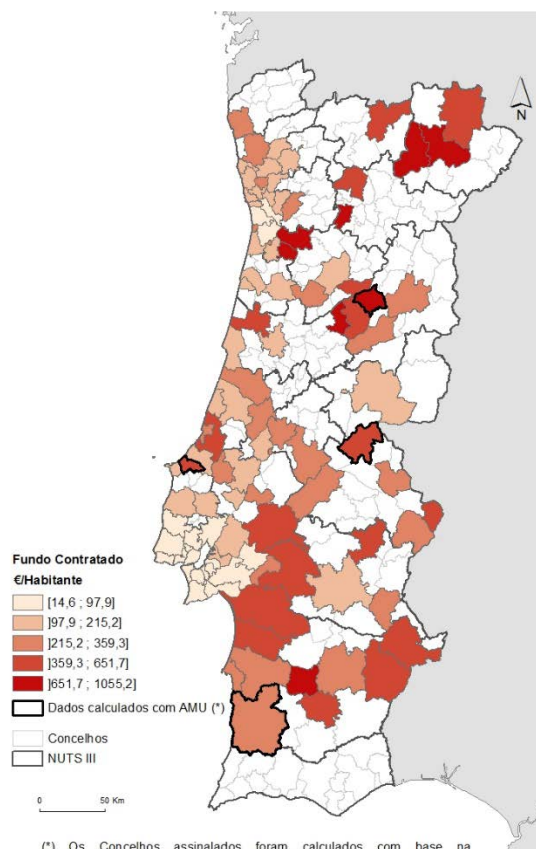 N
Fundo Contratado
€/Habitante
[14,6 ; 97,9]
]97,9 ; 215,2]
]215,2 ; 359,3]
]359,3 ; 651,7]
]651,7 ; 1055,2]
Dados calculados com AMU (*)
Concelhos
NUTS III
0 50 Km
(*) Os Concelhos assinalados foram calculados com base na